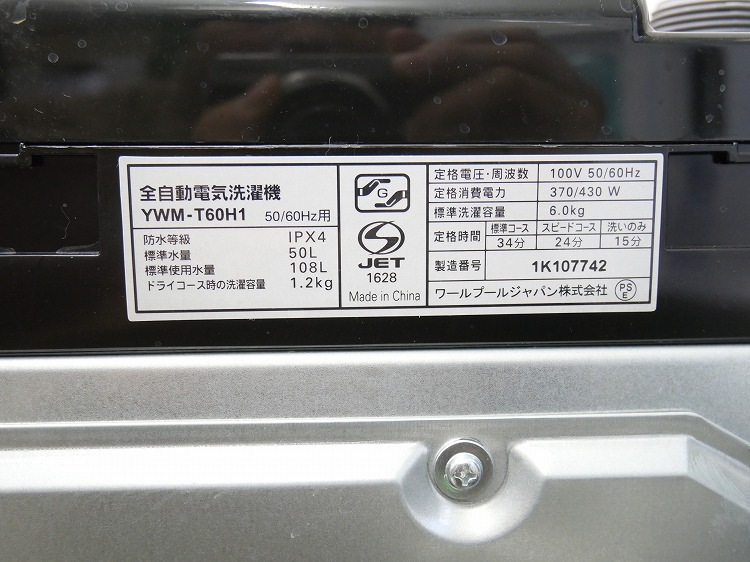 全自動電気洗濯機
YWM-T60H1 50/60Hz用
防水等級 IPX4
標準水量 50L
標準使用水量 108L
ドライコース時の洗濯容量 1.2kg
G
S
JET
1628
Made in China
定格電圧・周波数 100V 50/60Hz
定格消費電力 370/430 W
標準洗濯容量 6.0kg
定格時間 標準コース スピードコース 洗いのみ
34分 24分 15分
製造番号 1K107742
ワールプールジャパン株式会社 PSE